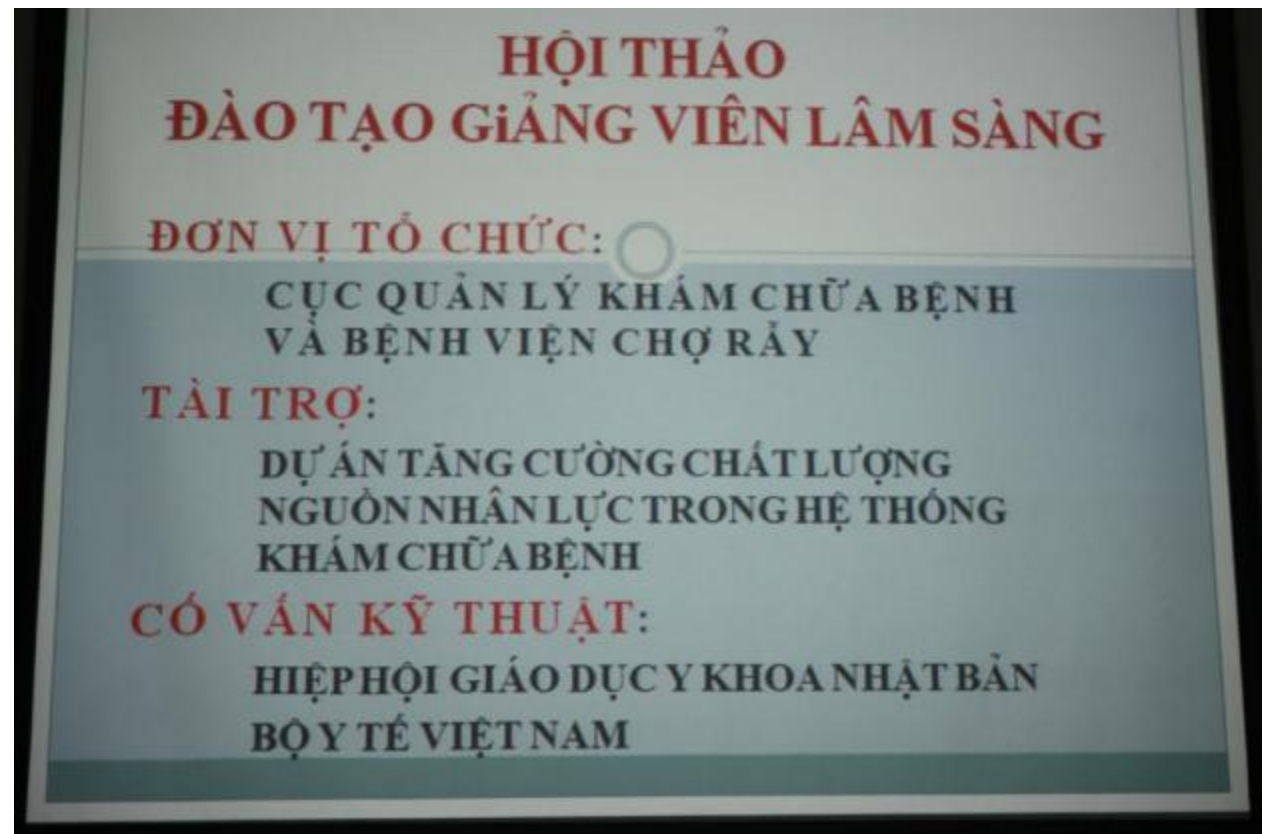 HỘI THẢO
ĐÀO TẠO GiẢNG VIÊN LÂM SÀNG
ĐƠN VỊ TỔ CHỨC:
CỤC QUẢN LÝ KHÁM CHỮA BỆNH
VÀ BỆNH VIỆN CHỢ RẪY
TÀI TRỢ:
DỰ ÁN TĂNG CƯỜNG CHẤT LƯỢNG
NGUỒN NHÂN LỰC TRONG HỆ THỐNG
KHÁM CHỮA BỆNH
CỐ VẤN KỸ THUẬT:
HIỆP HỘI GIÁO DỤC Y KHOA NHẬT BẢN
BỘ Y TẾ VIỆT NAM